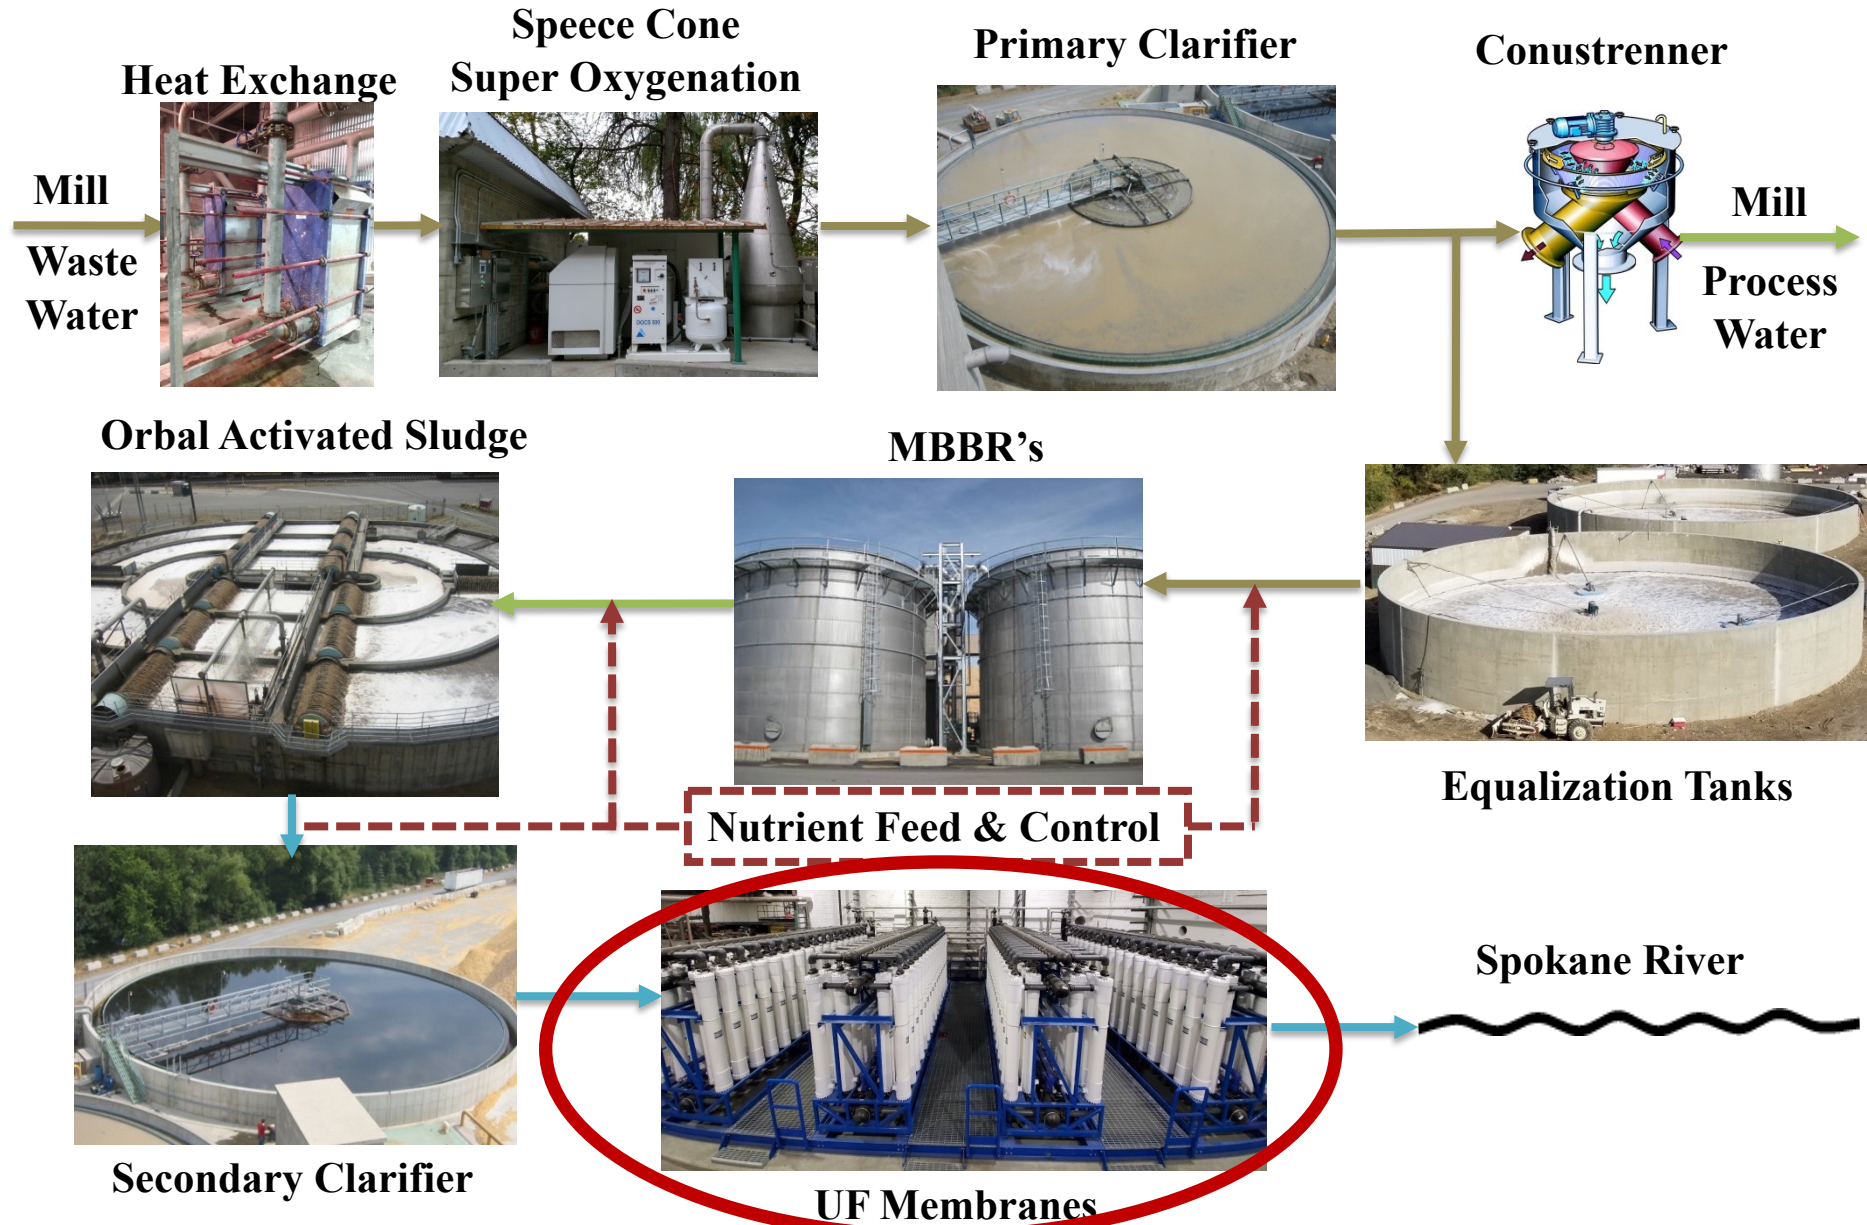 Speece Cone
Super Oxygenation
Primary Clarifier
Conustrenner
Heat Exchange
Mill
Waste
Water
Mill
Process
Water
Orbal Activated Sludge
MBBR’s
Equalization Tanks
Nutrient Feed & Control
Spokane River
Secondary Clarifier
UF Membranes